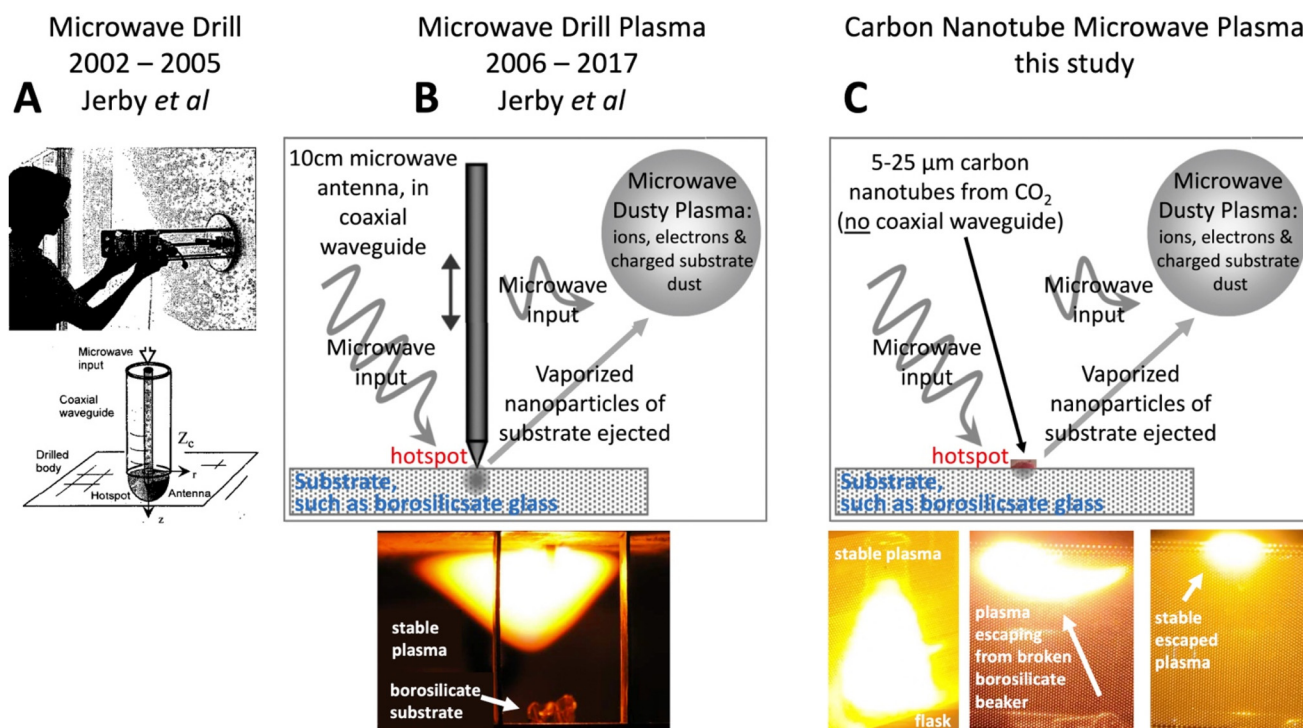 Microwave Drill
2002 – 2005
Jerby et al
A
Microwave
input
Coaxial
waveguide
Z_c
Drilled
body
r
Hotspot
Antenna
z
Microwave Drill Plasma
2006 – 2017
Jerby et al
B
10cm microwave
antenna, in
coaxial
waveguide
Microwave
Dusty Plasma:
ions, electrons &
charged substrate
dust
Microwave
input
Microwave
input
Vaporized
nanoparticles of
substrate ejected
hotspot
Substrate,
such as borosilicsate glass
stable
plasma
borosilicate
substrate
Carbon Nanotube Microwave Plasma
this study
C
5-25 µm carbon
nanotubes from CO₂
(no coaxial waveguide)
Microwave
Dusty Plasma:
ions, electrons &
charged substrate
dust
Microwave
input
Microwave
input
Vaporized
nanoparticles of
substrate ejected
hotspot
Substrate,
such as borosilicsate glass
stable plasma
flask
plasma
escaping
from broken
borosilicate
beaker
stable
escaped
plasma